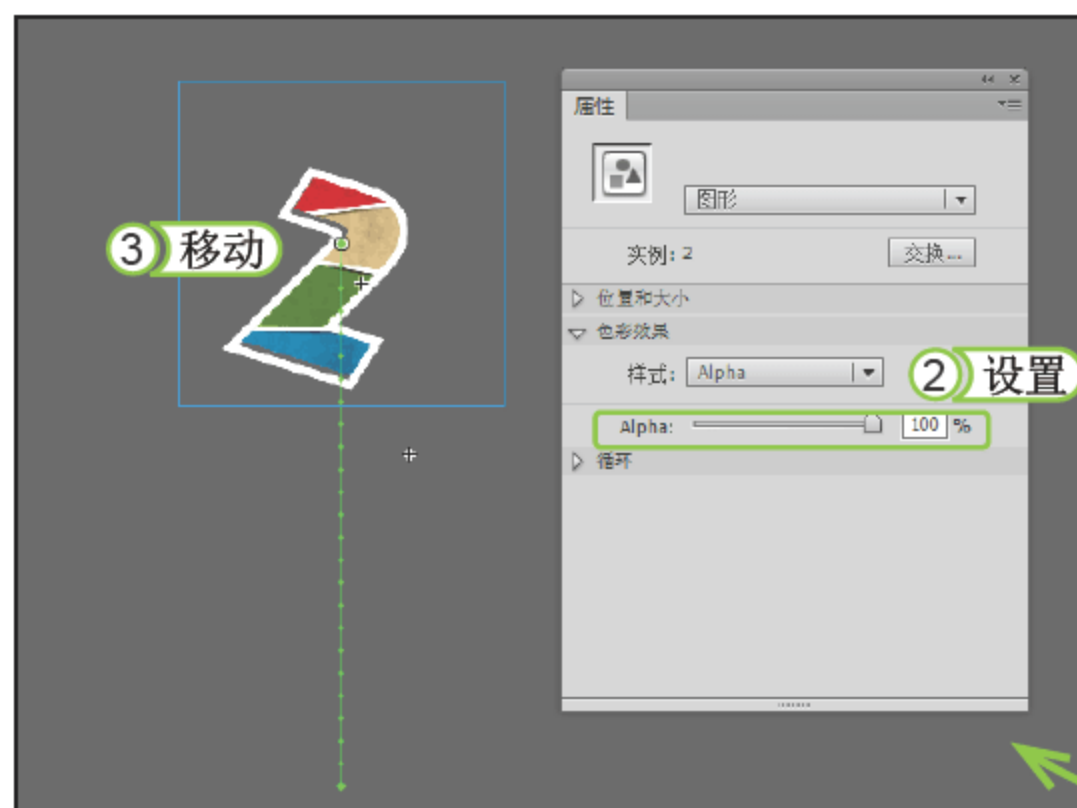 属性
图形
实例: 2
交换...
位置和大小
色彩效果
样式: Alpha
② 设置
Alpha: 100 %
循环
③ 移动
2